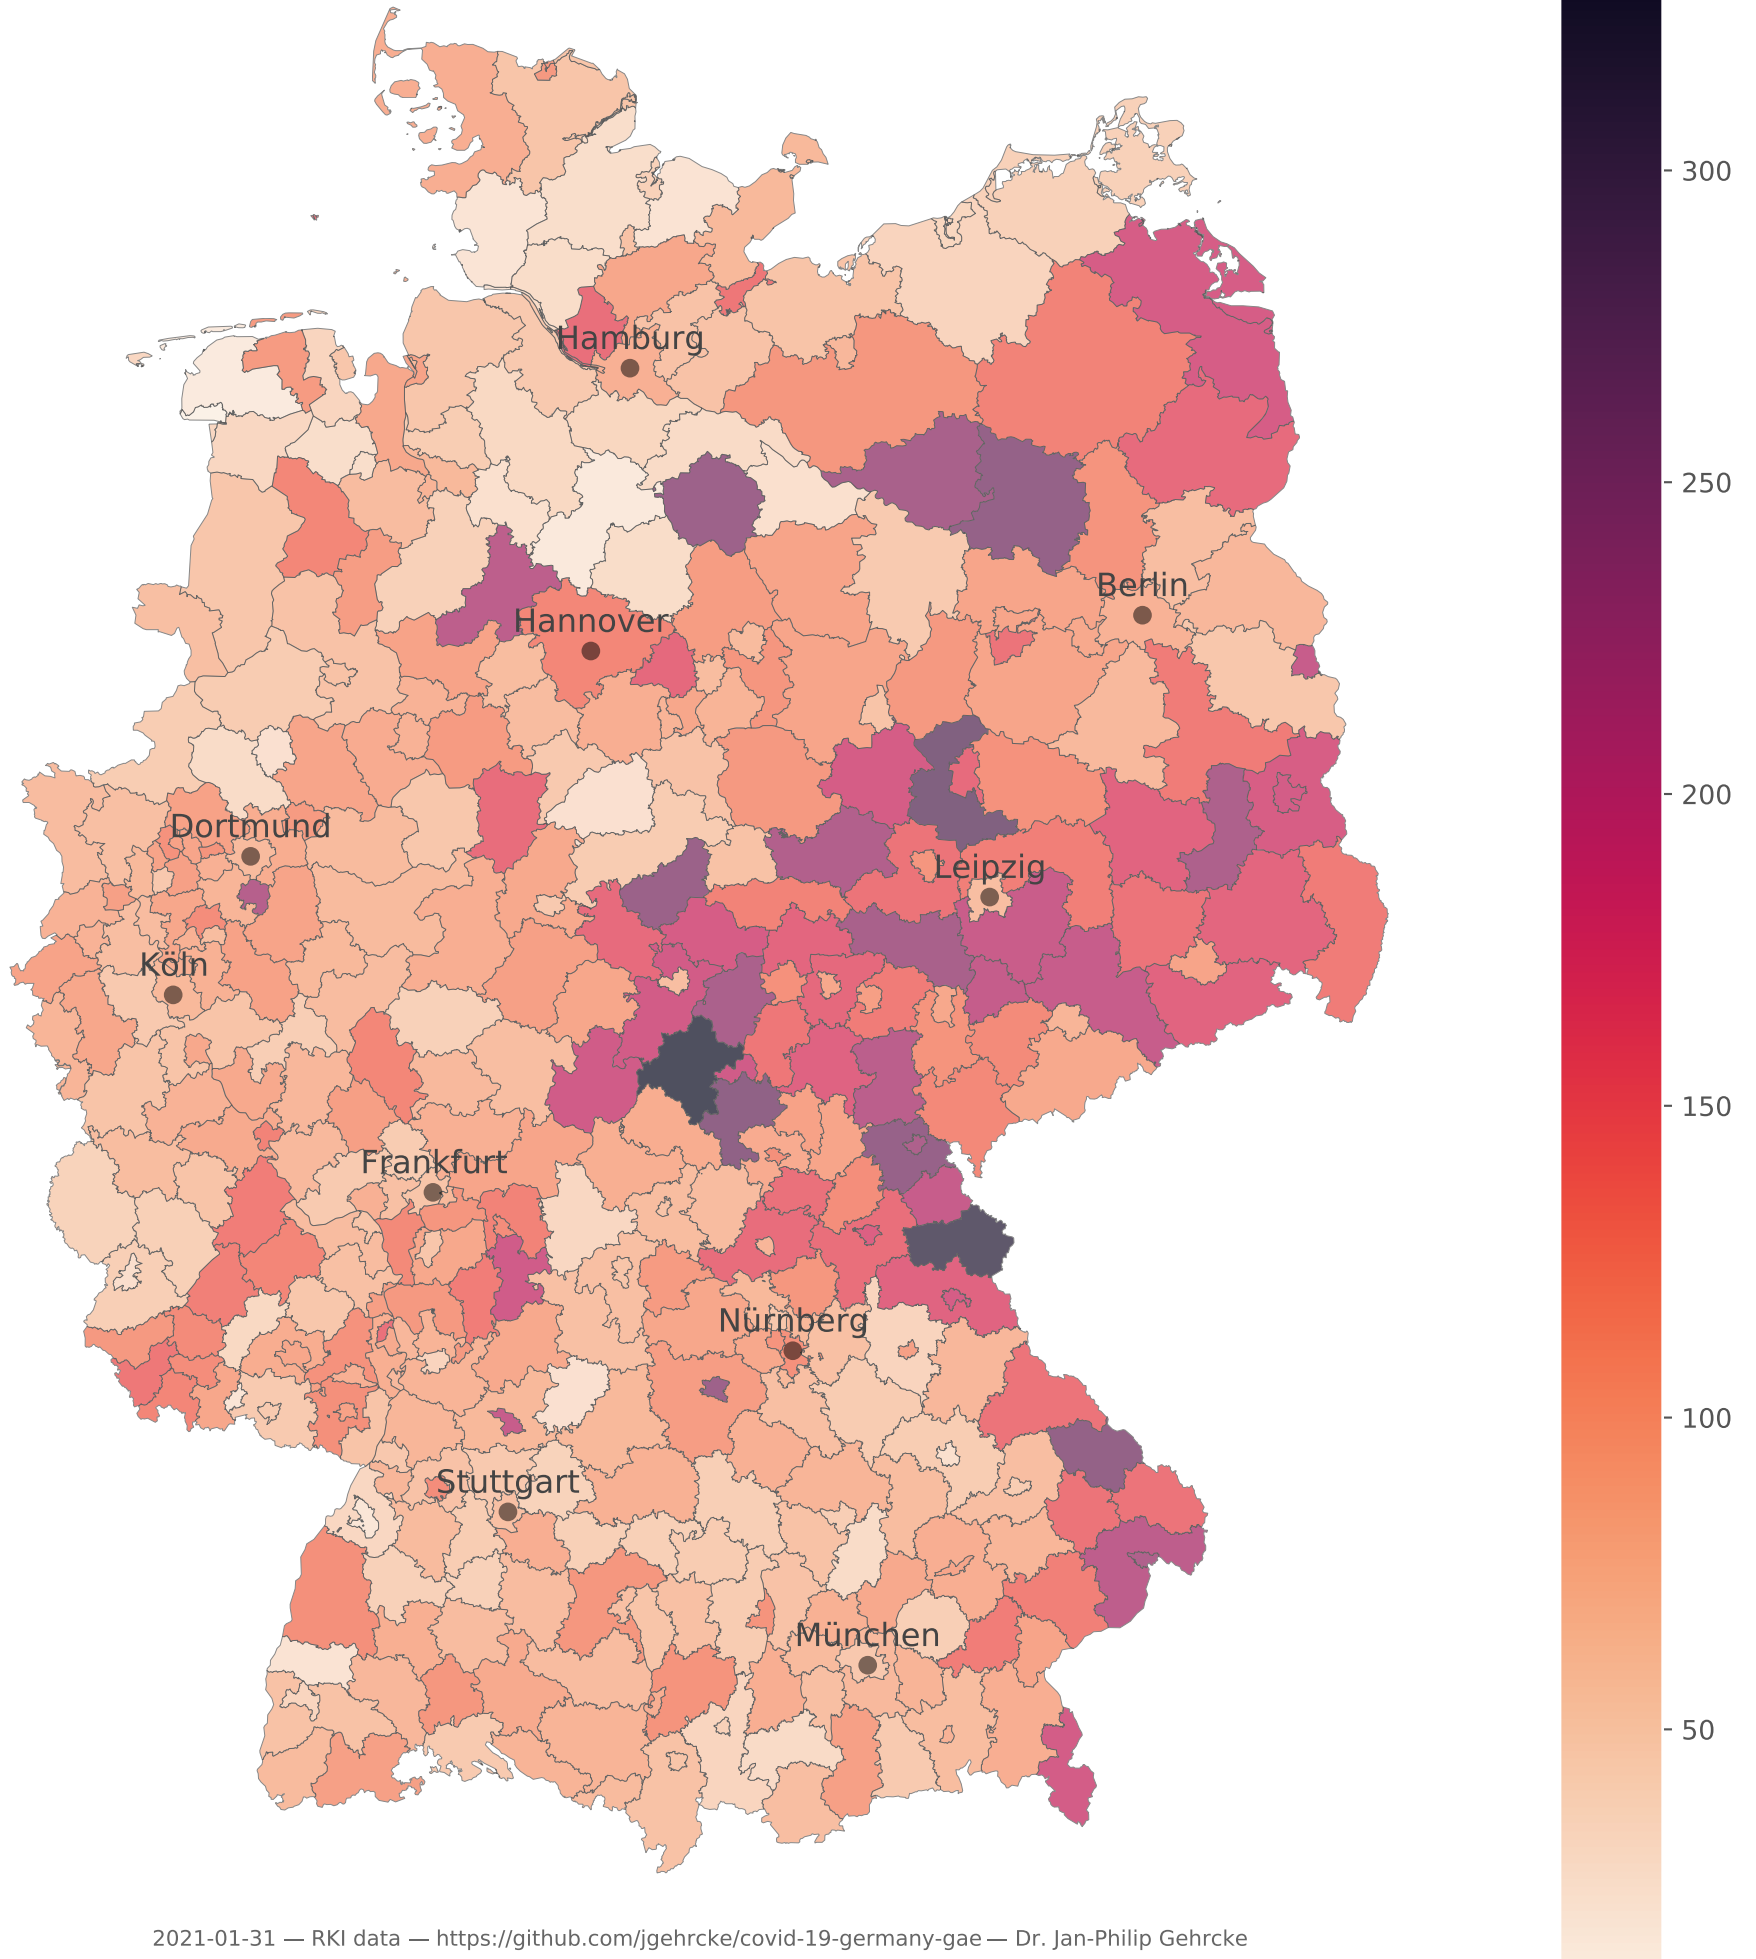 300
Hamburg
250
Berlin
Hannover
200
Dortmund
Leipzig
Köln
150
Frankfurt
Nürnberg
100
Stuttgart
München
50
2021-01-31 — RKI data — https://github.com/jgehrcke/covid-19-germany-gae — Dr. Jan-Philip Gehrcke